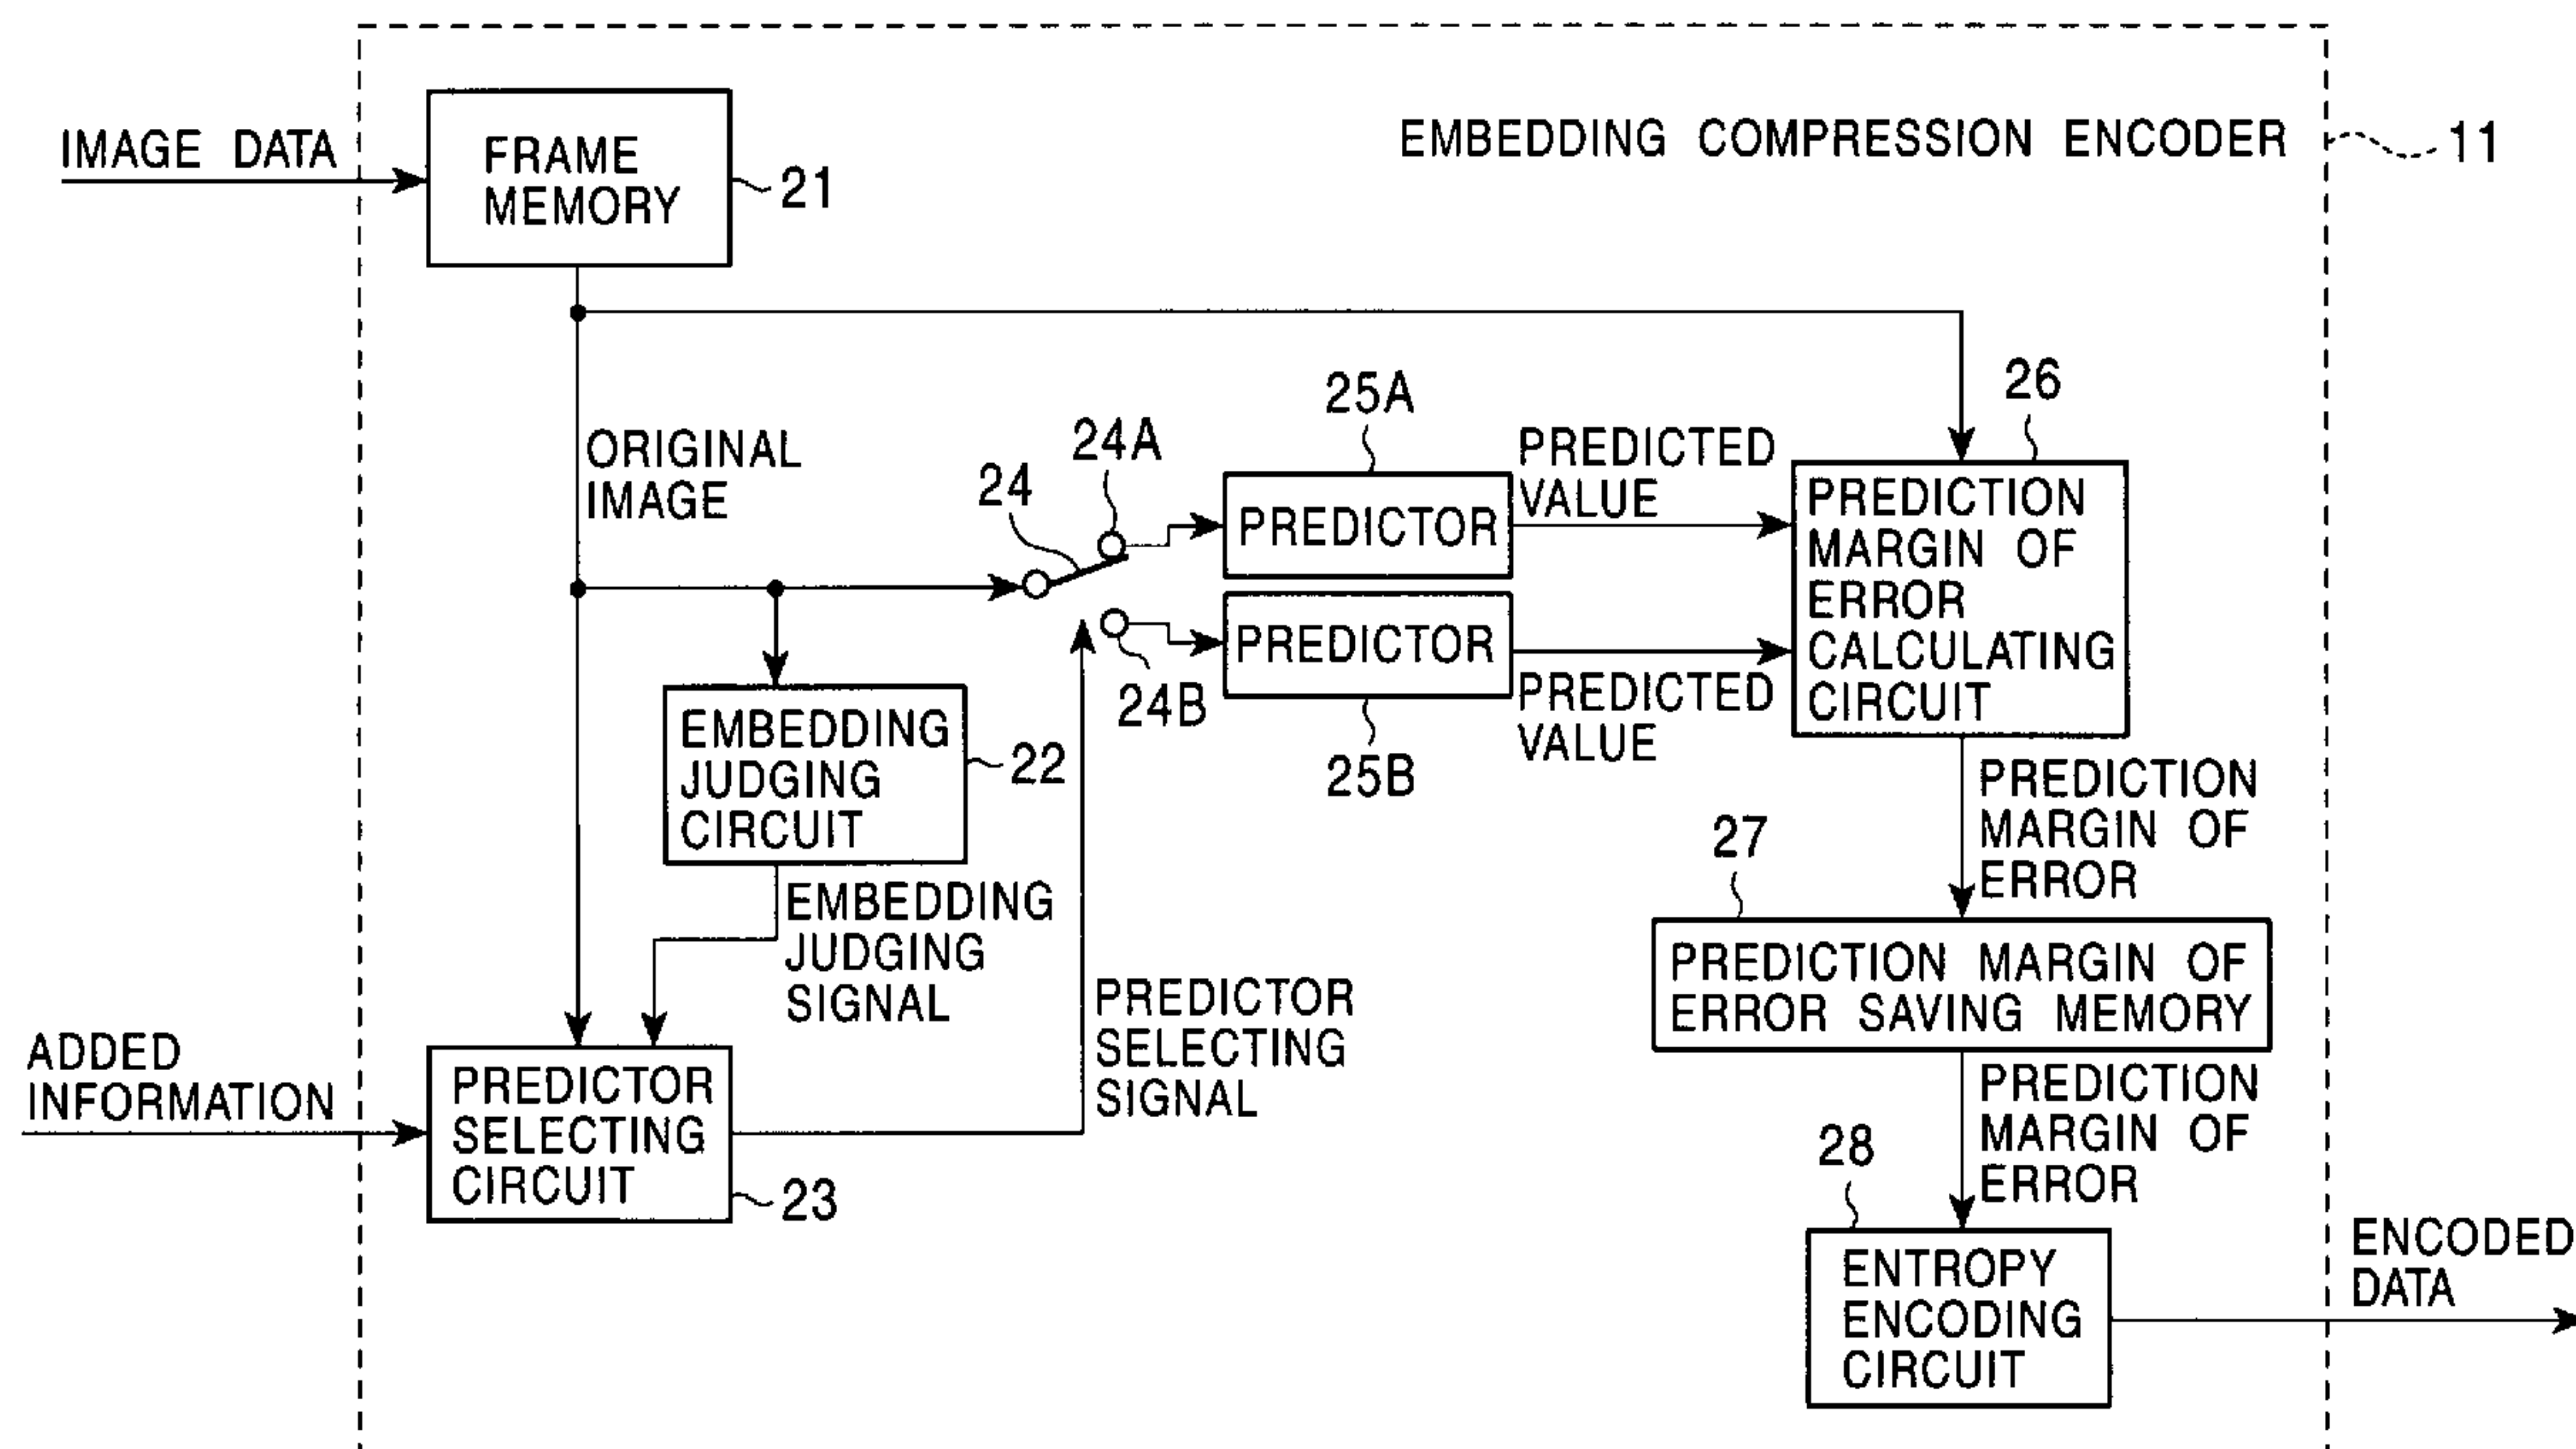 EMBEDDING COMPRESSION ENCODER
11
IMAGE DATA
FRAME
MEMORY
21
ORIGINAL
IMAGE
24
24A
24B
25A
PREDICTOR
PREDICTED
VALUE
PREDICTOR
25B
PREDICTED
VALUE
26
PREDICTION
MARGIN OF
ERROR
CALCULATING
CIRCUIT
EMBEDDING
JUDGING
CIRCUIT
22
EMBEDDING
JUDGING
SIGNAL
PREDICTION
MARGIN OF
ERROR
27
PREDICTION MARGIN OF
ERROR SAVING MEMORY
ADDED
INFORMATION
PREDICTOR
SELECTING
CIRCUIT
23
PREDICTOR
SELECTING
SIGNAL
PREDICTION
MARGIN OF
ERROR
28
ENTROPY
ENCODING
CIRCUIT
ENCODED
DATA